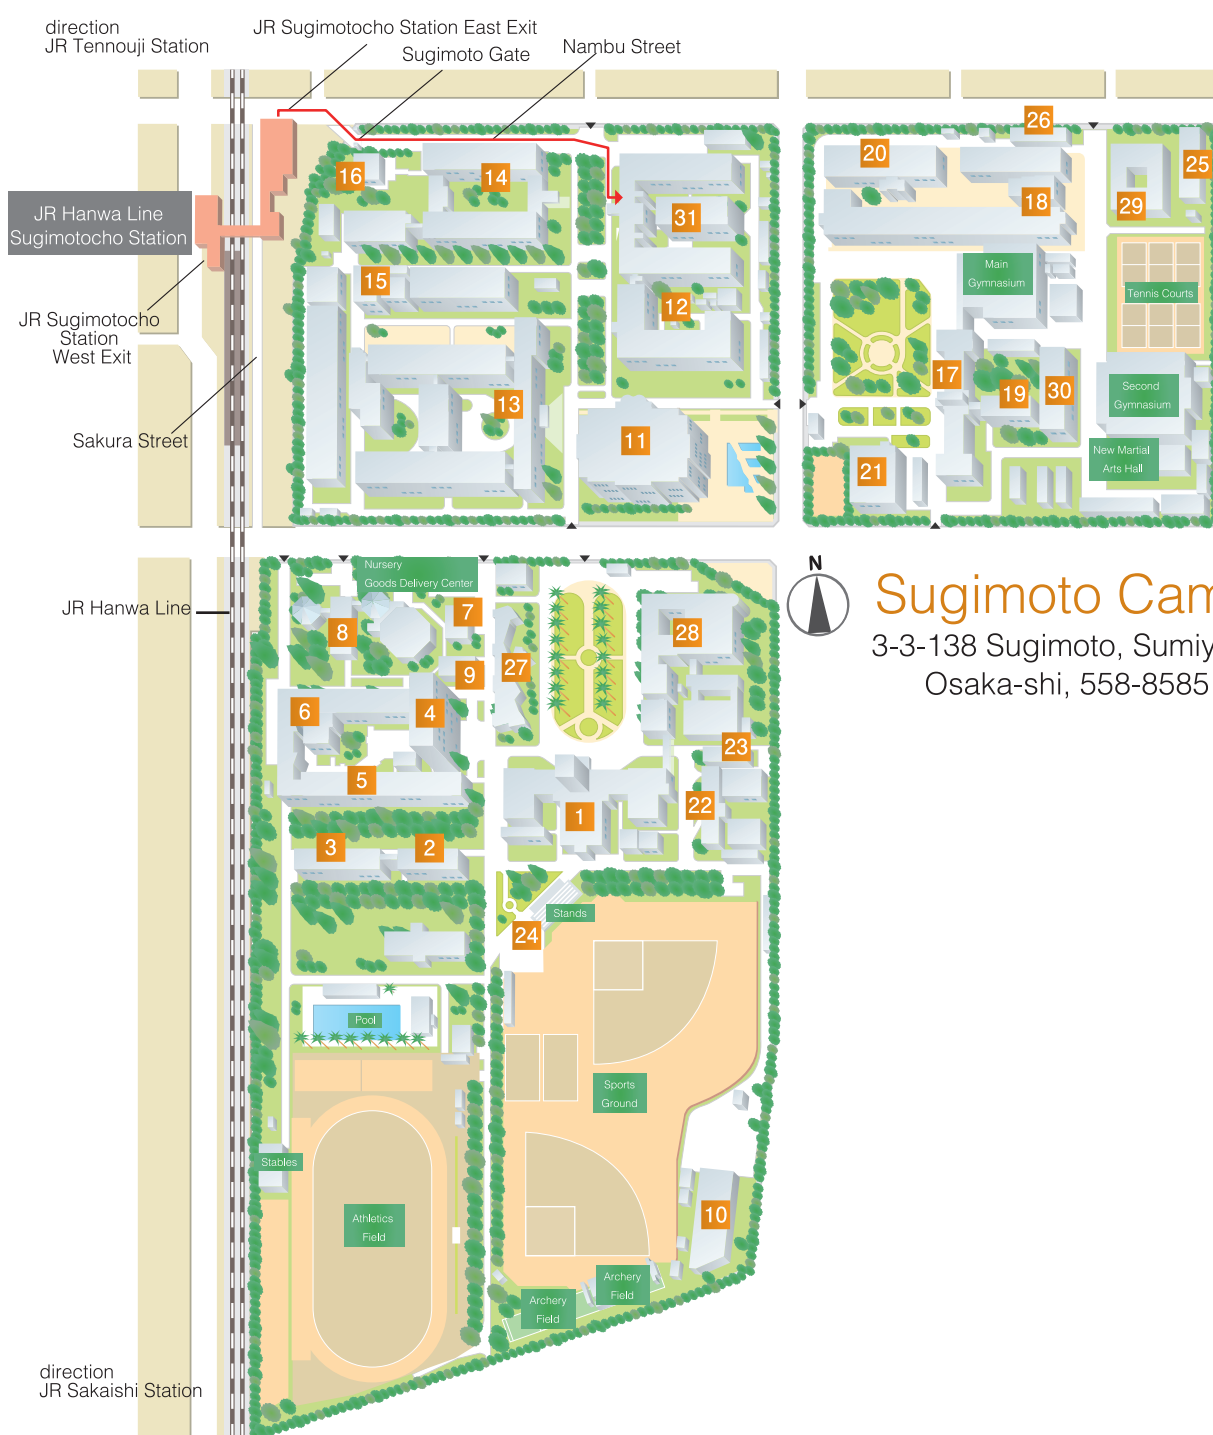 direction
JR Tennouji Station
JR Sugimotocho Station East Exit
Sugimoto Gate
Nambu Street
26
20
25
16
14
18
29
31
JR Hanwa Line
Sugimotocho Station
Main
Gymnasium
15
12
Tennis Courts
JR Sugimotocho
Station
West Exit
17
19
30
Second
Gymnasium
13
Sakura Street
11
New Martial
Arts Hall
21
Nursery
Goods Delivery Center
N
Sugimoto Cam
3-3-138 Sugimoto, Sumiy
Osaka-shi, 558-8585
JR Hanwa Line
7
8
28
27
9
6
4
23
5
22
1
3
2
Stands
24
Pool
Sports
Ground
Stables
Athletics
Field
10
Archery
Field
Archery
Field
direction
JR Sakaishi Station